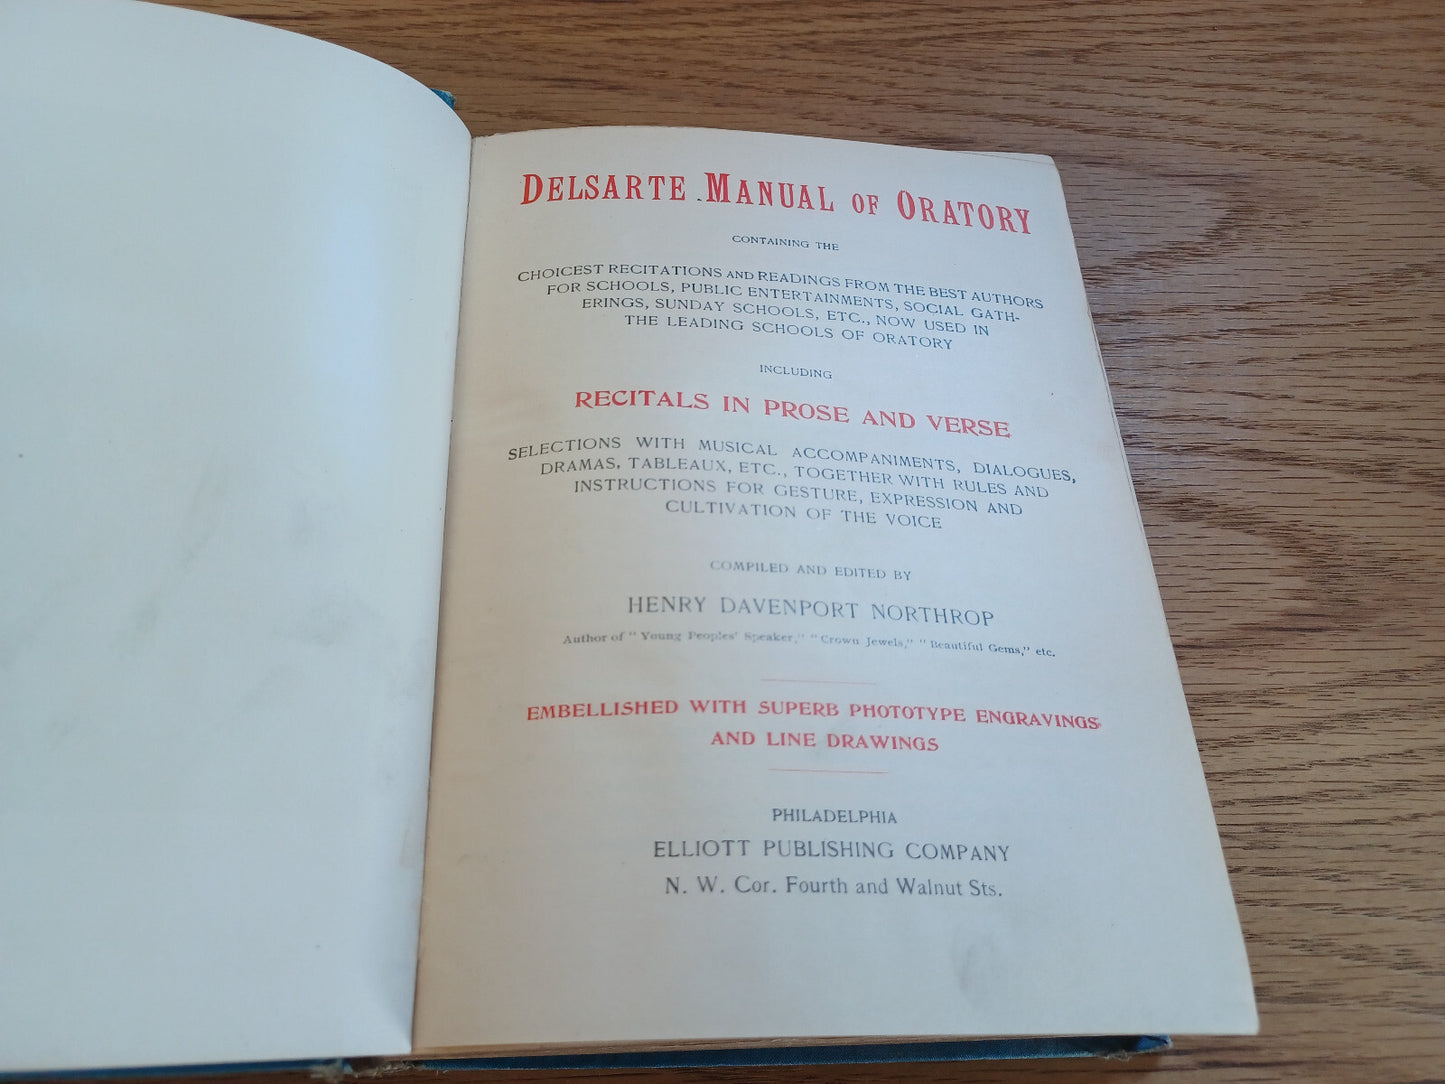 DELSARTE MANUAL OF ORATORY
CONTAINING THE
CHOICEST RECITATIONS AND READINGS FROM THE BEST AUTHORS
FOR SCHOOLS, PUBLIC ENTERTAINMENTS, SOCIAL GATH-
ERINGS, SUNDAY SCHOOLS, ETC., NOW USED IN
THE LEADING SCHOOLS OF ORATORY
INCLUDING
RECITALS IN PROSE AND VERSE
SELECTIONS WITH MUSICAL ACCOMPANIMENTS, DIALOGUES,
DRAMAS, TABLEAUX, ETC., TOGETHER WITH RULES AND
INSTRUCTIONS FOR GESTURE, EXPRESSION AND
CULTIVATION OF THE VOICE
COMPILED AND EDITED BY
HENRY DAVENPORT NORTHROP
Author of "Young Peoples' Speaker," "Crown Jewels," "Beautiful Gems," etc.
EMBELLISHED WITH SUPERB PHOTOTYPE ENGRAVINGS
AND LINE DRAWINGS
PHILADELPHIA
ELLIOTT PUBLISHING COMPANY
N. W. Cor. Fourth and Walnut Sts.